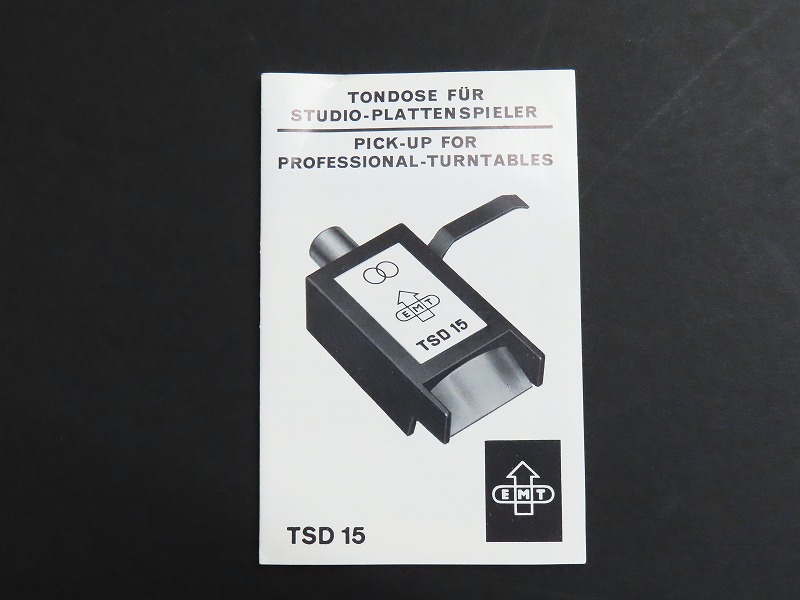 TONDOSE FÜR
STUDIO-PLATTENSPIELER
PICK-UP FOR
PROFESSIONAL-TURNTABLES
EMT
TSD 15
EMT
TSD 15